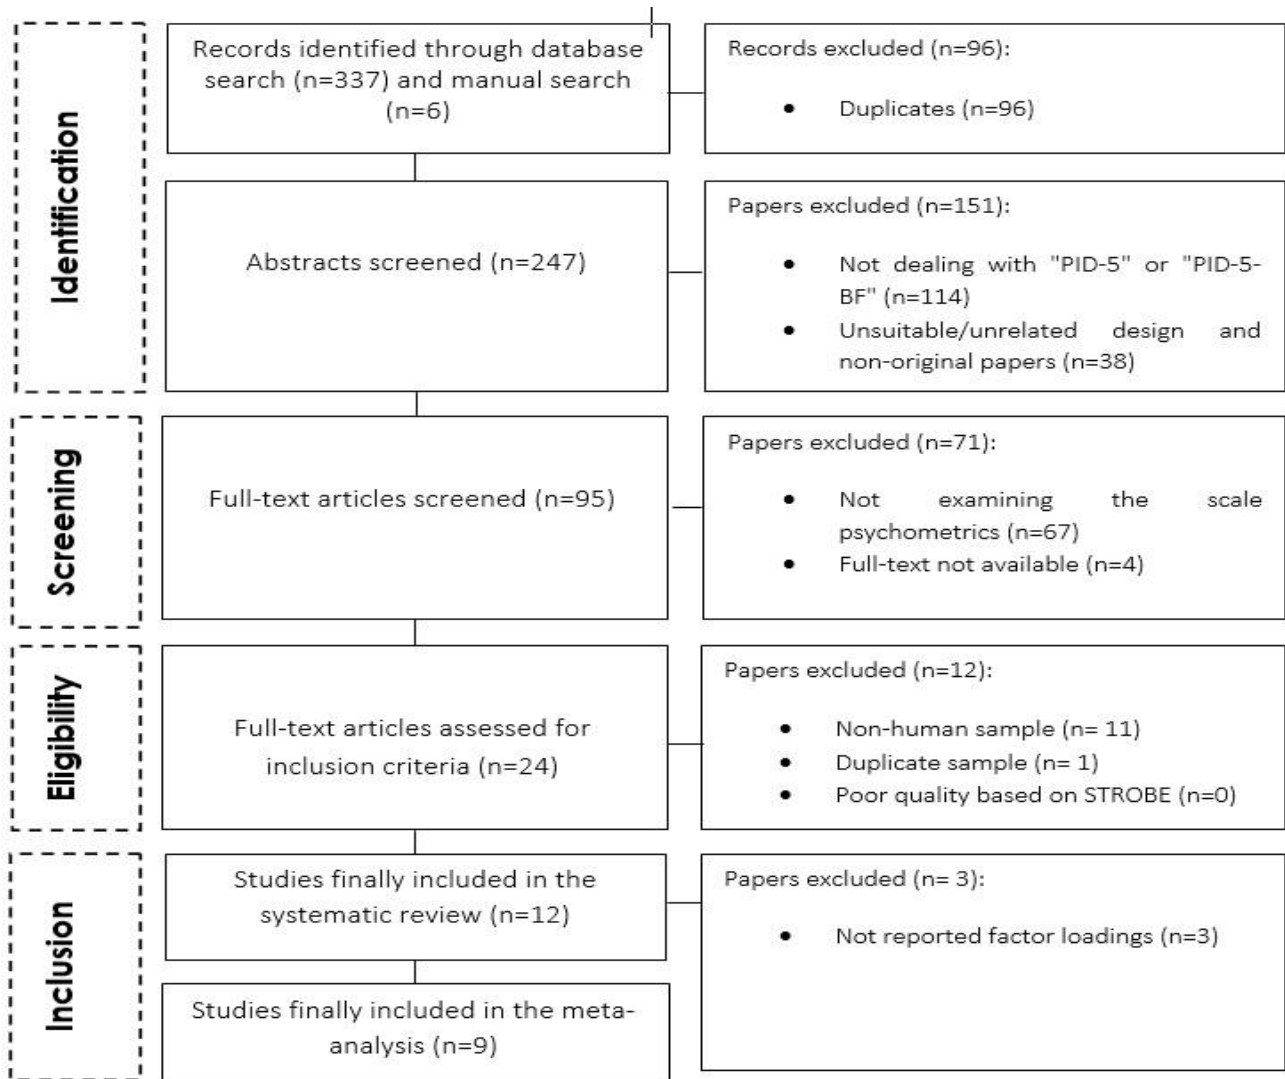 Identification
Records identified through database
search (n=337) and manual search
(n=6)
Records excluded (n=96):
• Duplicates (n=96)
Abstracts screened (n=247)
Papers excluded (n=151):
• Not dealing with "PID-5" or "PID-5-
BF" (n=114)
• Unsuitable/unrelated design and
non-original papers (n=38)
Screening
Full-text articles screened (n=95)
Papers excluded (n=71):
• Not examining the scale
psychometrics (n=67)
• Full-text not available (n=4)
Eligibility
Full-text articles assessed for
inclusion criteria (n=24)
Papers excluded (n=12):
• Non-human sample (n= 11)
• Duplicate sample (n= 1)
• Poor quality based on STROBE (n=0)
Inclusion
Studies finally included in the
systematic review (n=12)
Papers excluded (n= 3):
• Not reported factor loadings (n=3)
Studies finally included in the meta-
analysis (n=9)